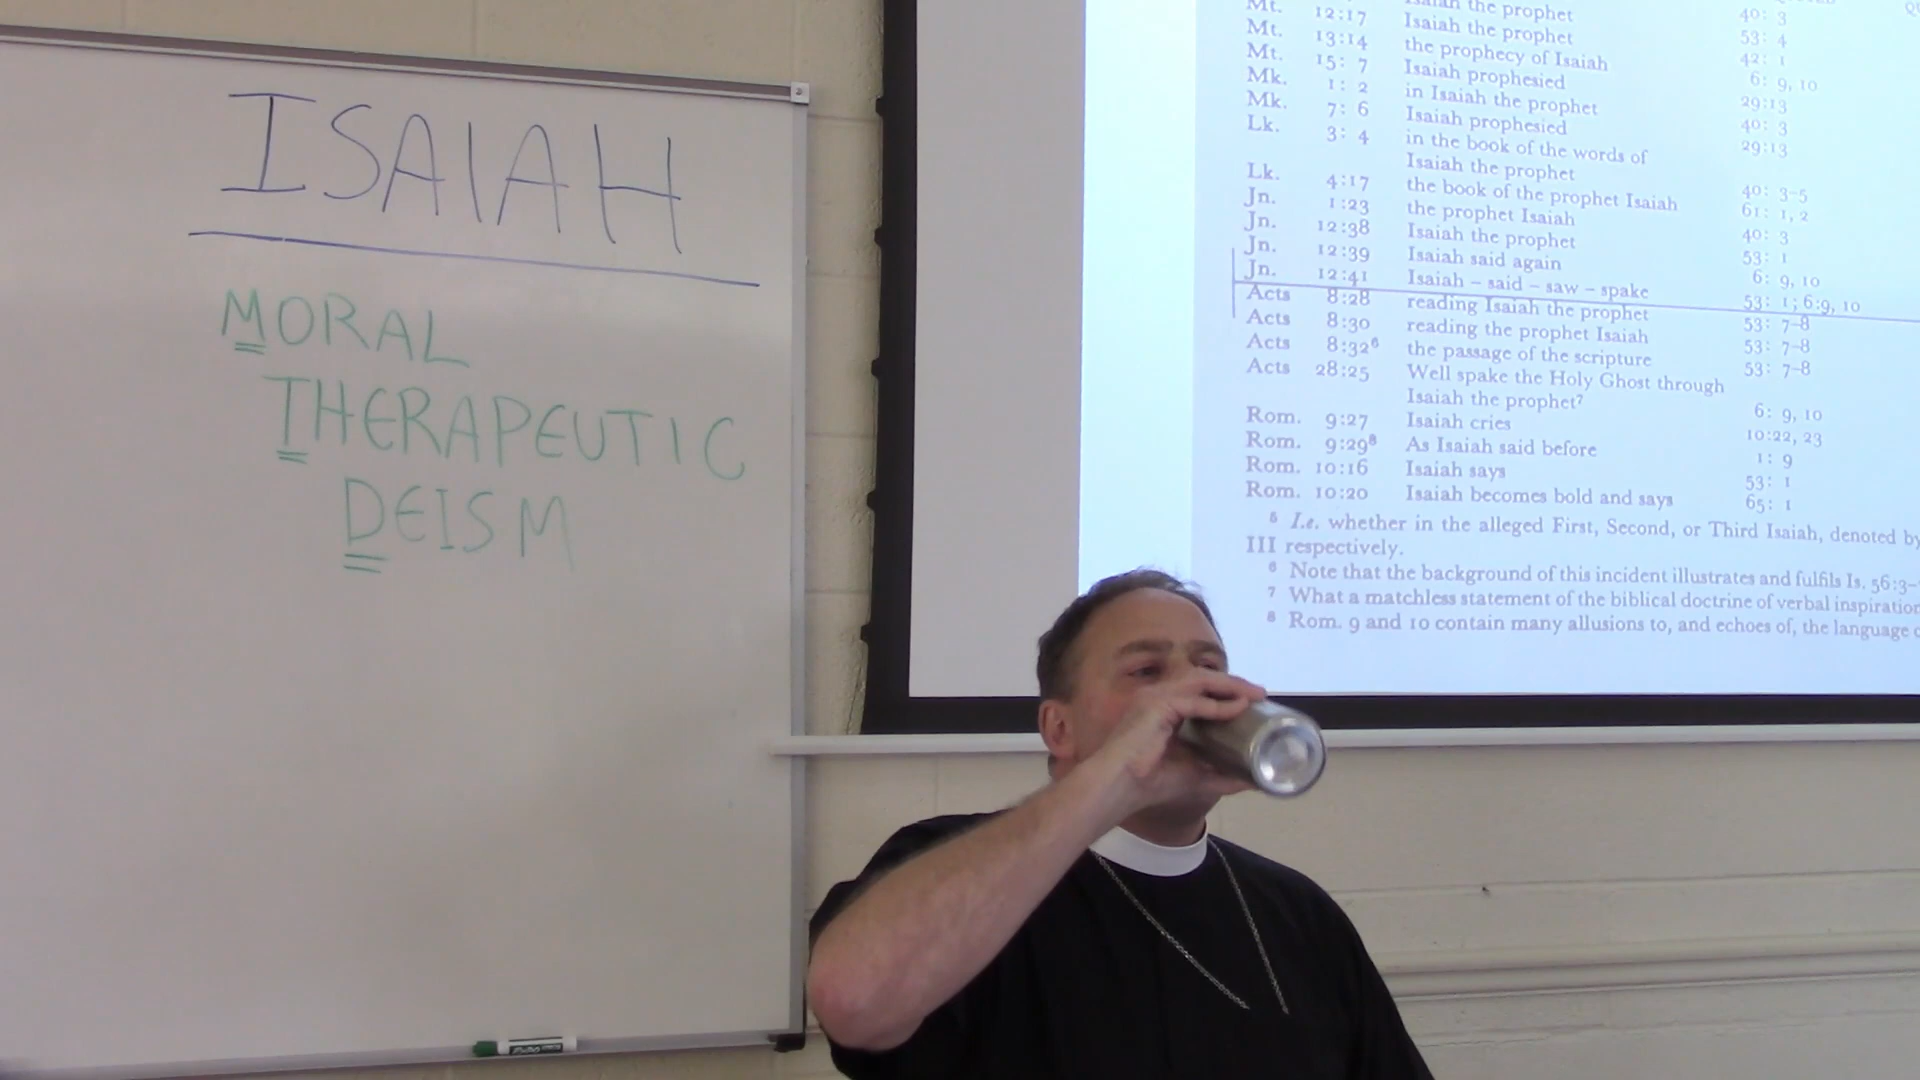 ISAIAH
MORAL
THERAPEUTIC
DEISM
Isaiah the prophet 40: 3
Isaiah the prophet 53: 4
Mt. 12:17 Isaiah the prophet 42: 1
Mt. 13:14 the prophecy of Isaiah 6: 9, 10
Mt. 15: 7 Isaiah prophesied 29:13
Mk. 1: 2 in Isaiah the prophet 40: 3
Mk. 7: 6 Isaiah prophesied 29:13
Lk. 3: 4 in the book of the words of
Isaiah the prophet 40: 3-5
Lk. 4:17 the book of the prophet Isaiah 61: 1, 2
Jn. 1:23 the prophet Isaiah 40: 3
Jn. 12:38 Isaiah the prophet 53: 1
Jn. 12:39 Isaiah said again 6: 9, 10
Jn. 12:41 Isaiah – said – saw – spake 53: 1; 6:9, 10
Acts 8:28 reading Isaiah the prophet 53: 7-8
Acts 8:30 reading the prophet Isaiah 53: 7-8
Acts 8:32⁶ the passage of the scripture 53: 7-8
Acts 28:25 Well spake the Holy Ghost through
Isaiah the prophet⁷ 6: 9, 10
Rom. 9:27 Isaiah cries 10:22, 23
Rom. 9:29⁸ As Isaiah said before 1: 9
Rom. 10:16 Isaiah says 53: 1
Rom. 10:20 Isaiah becomes bold and says 65: 1
⁵ I.e. whether in the alleged First, Second, or Third Isaiah, denoted by
III respectively.
⁶ Note that the background of this incident illustrates and fulfils Is. 56:3-
⁷ What a matchless statement of the biblical doctrine of verbal inspiration
⁸ Rom. 9 and 10 contain many allusions to, and echoes of, the language